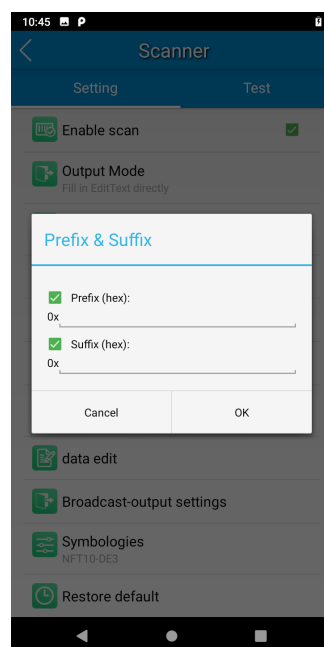 10:45
Scanner
Setting Test
Enable scan
Output Mode
Fill in EditText directly
Prefix & Suffix
Prefix (hex):
0x
Suffix (hex):
0x
Cancel OK
data edit
Broadcast-output settings
Symbologies
NFT10-DE3
Restore default